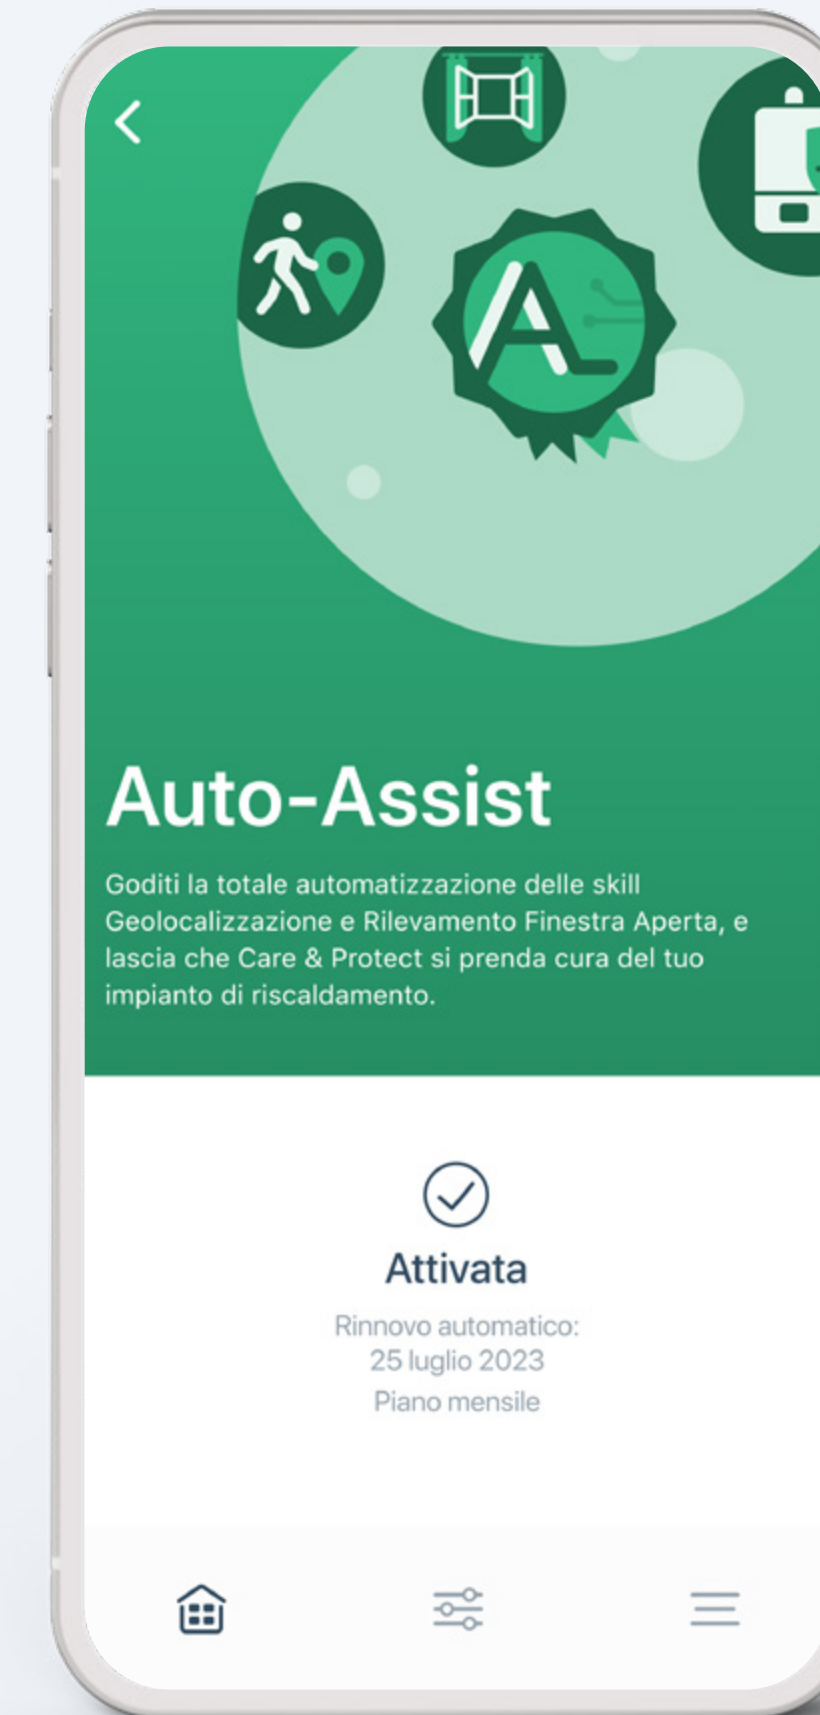 Auto-Assist
Goditi la totale automatizzazione delle skill
Geolocalizzazione e Rilevamento Finestra Aperta, e
lascia che Care & Protect si prenda cura del tuo
impianto di riscaldamento.
Attivata
Rinnovo automatico:
25 luglio 2023
Piano mensile